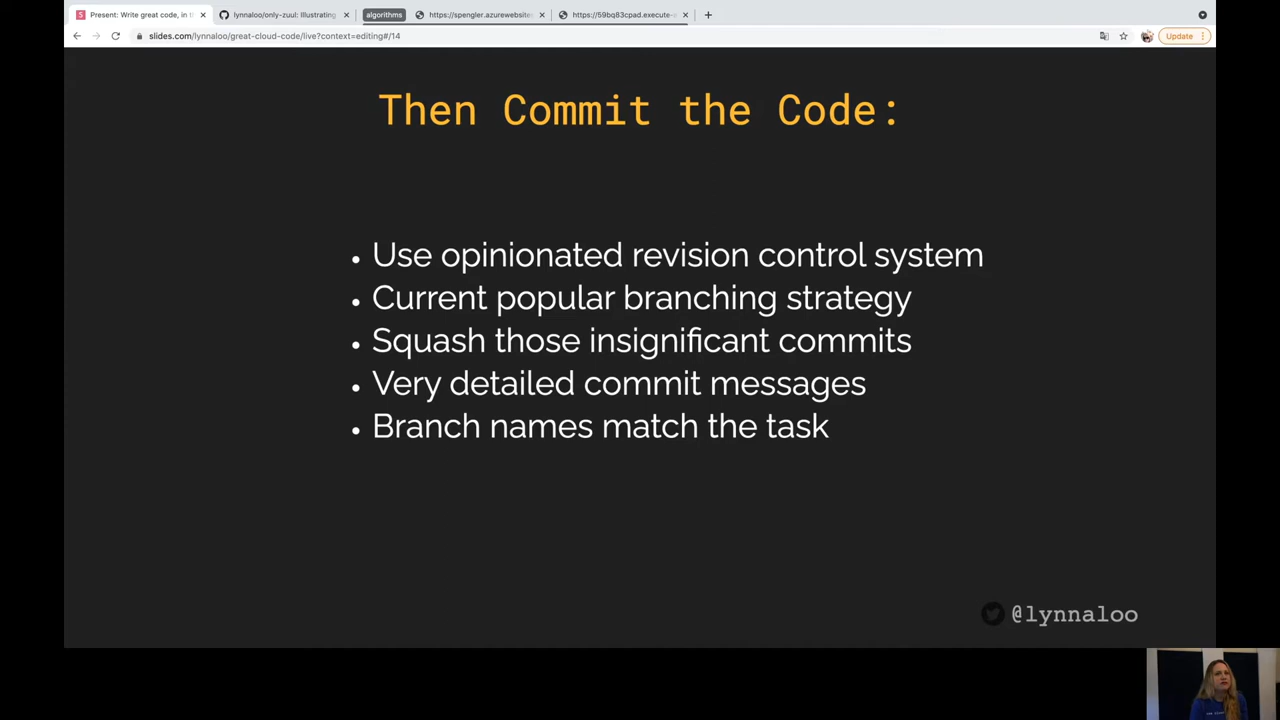 Present: Write great code, in th
lynnaloo/only-zuul: Illustrating
algorithms
https://spengler.azurewebsites
https://59bq83cpad.execute-a
slides.com/lynnaloo/great-cloud-code/live?context=editing#/14
Update
Then Commit the Code:
• Use opinionated revision control system
• Current popular branching strategy
• Squash those insignificant commits
• Very detailed commit messages
• Branch names match the task
@lynnaloo